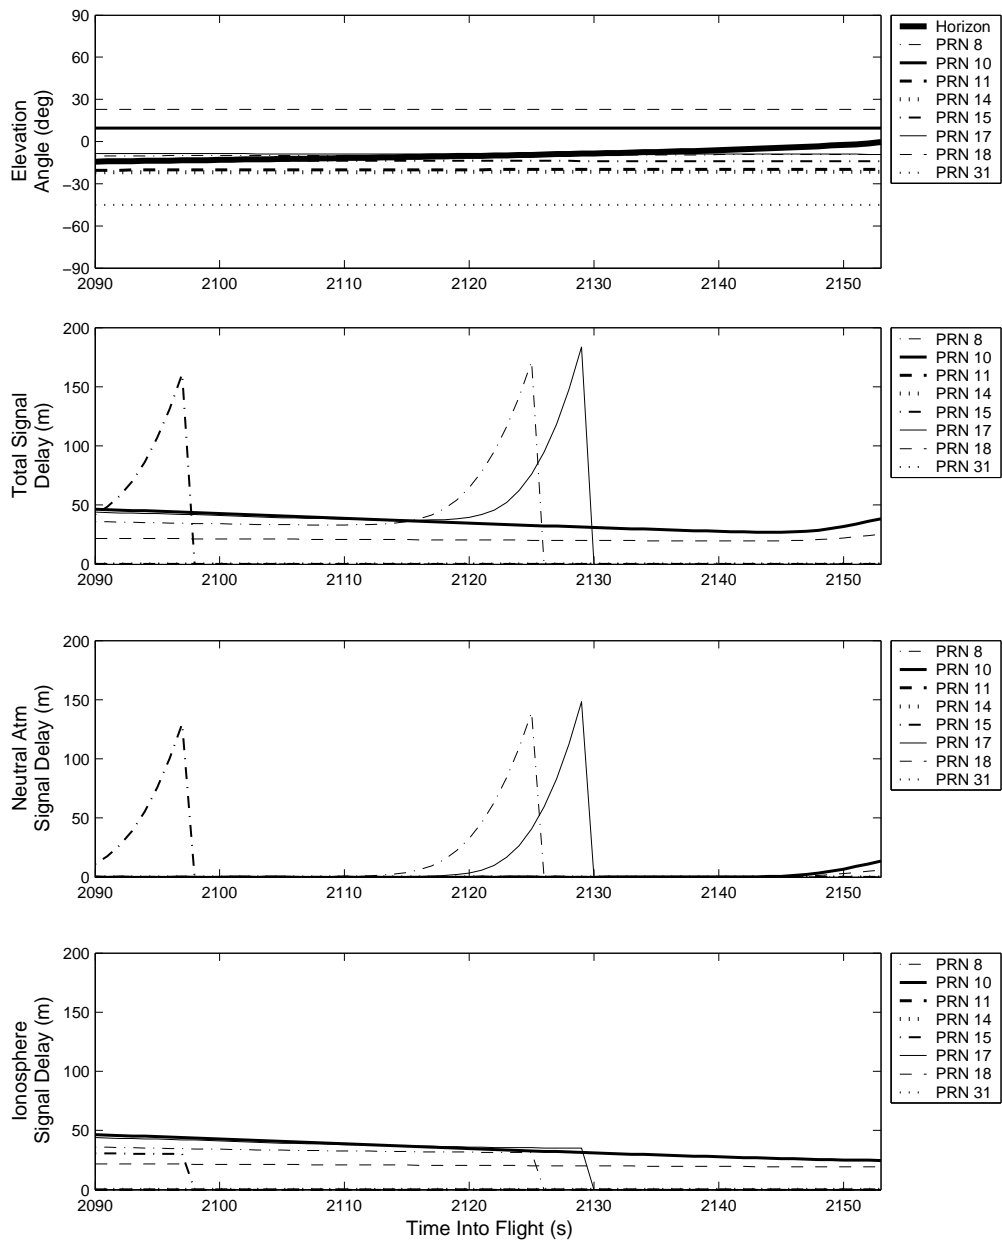 90
60
30
0
−30
−60
−90
Elevation
Angle (deg)
2090 2100 2110 2120 2130 2140 2150
Horizon
PRN 8
PRN 10
PRN 11
PRN 14
PRN 15
PRN 17
PRN 18
PRN 31
200
150
100
50
0
Total Signal
Delay (m)
2090 2100 2110 2120 2130 2140 2150
PRN 8
PRN 10
PRN 11
PRN 14
PRN 15
PRN 17
PRN 18
PRN 31
200
150
100
50
0
Neutral Atm
Signal Delay (m)
2090 2100 2110 2120 2130 2140 2150
PRN 8
PRN 10
PRN 11
PRN 14
PRN 15
PRN 17
PRN 18
PRN 31
200
150
100
50
0
Ionosphere
Signal Delay (m)
2090 2100 2110 2120 2130 2140 2150
PRN 8
PRN 10
PRN 11
PRN 14
PRN 15
PRN 17
PRN 18
PRN 31
Time Into Flight (s)